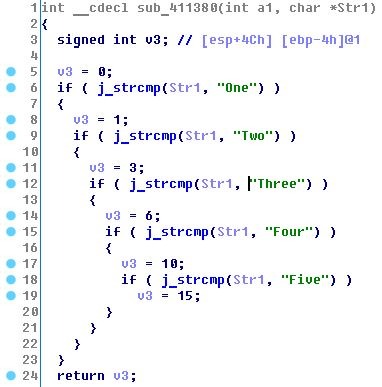 1 int __cdecl sub_411380(int a1, char *Str1)
2 {
3   signed int v3; // [esp+4Ch] [ebp-4h]@1
4
5   v3 = 0;
6   if ( j_strcmp(Str1, "One") )
7   {
8     v3 = 1;
9     if ( j_strcmp(Str1, "Two") )
10     {
11       v3 = 3;
12       if ( j_strcmp(Str1, "Three") )
13       {
14         v3 = 6;
15         if ( j_strcmp(Str1, "Four") )
16         {
17           v3 = 10;
18           if ( j_strcmp(Str1, "Five") )
19             v3 = 15;
20         }
21       }
22     }
23   }
24   return v3;